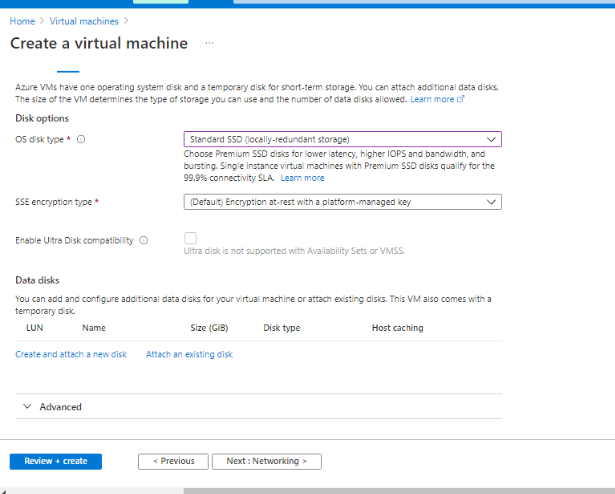 Home > Virtual machines >
Create a virtual machine ...
Azure VMs have one operating system disk and a temporary disk for short-term storage. You can attach additional data disks.
The size of the VM determines the type of storage you can use and the number of data disks allowed. Learn more
Disk options
OS disk type * Standard SSD (locally-redundant storage)
Choose Premium SSD disks for lower latency, higher IOPS and bandwidth, and
bursting. Single instance virtual machines with Premium SSD disks qualify for the
99.9% connectivity SLA. Learn more
SSE encryption type * (Default) Encryption at-rest with a platform-managed key
Enable Ultra Disk compatibility
Ultra disk is not supported with Availability Sets or VMSS.
Data disks
You can add and configure additional data disks for your virtual machine or attach existing disks. This VM also comes with a
temporary disk.
LUN Name Size (GiB) Disk type Host caching
Create and attach a new disk Attach an existing disk
Advanced
Review + create < Previous Next : Networking >